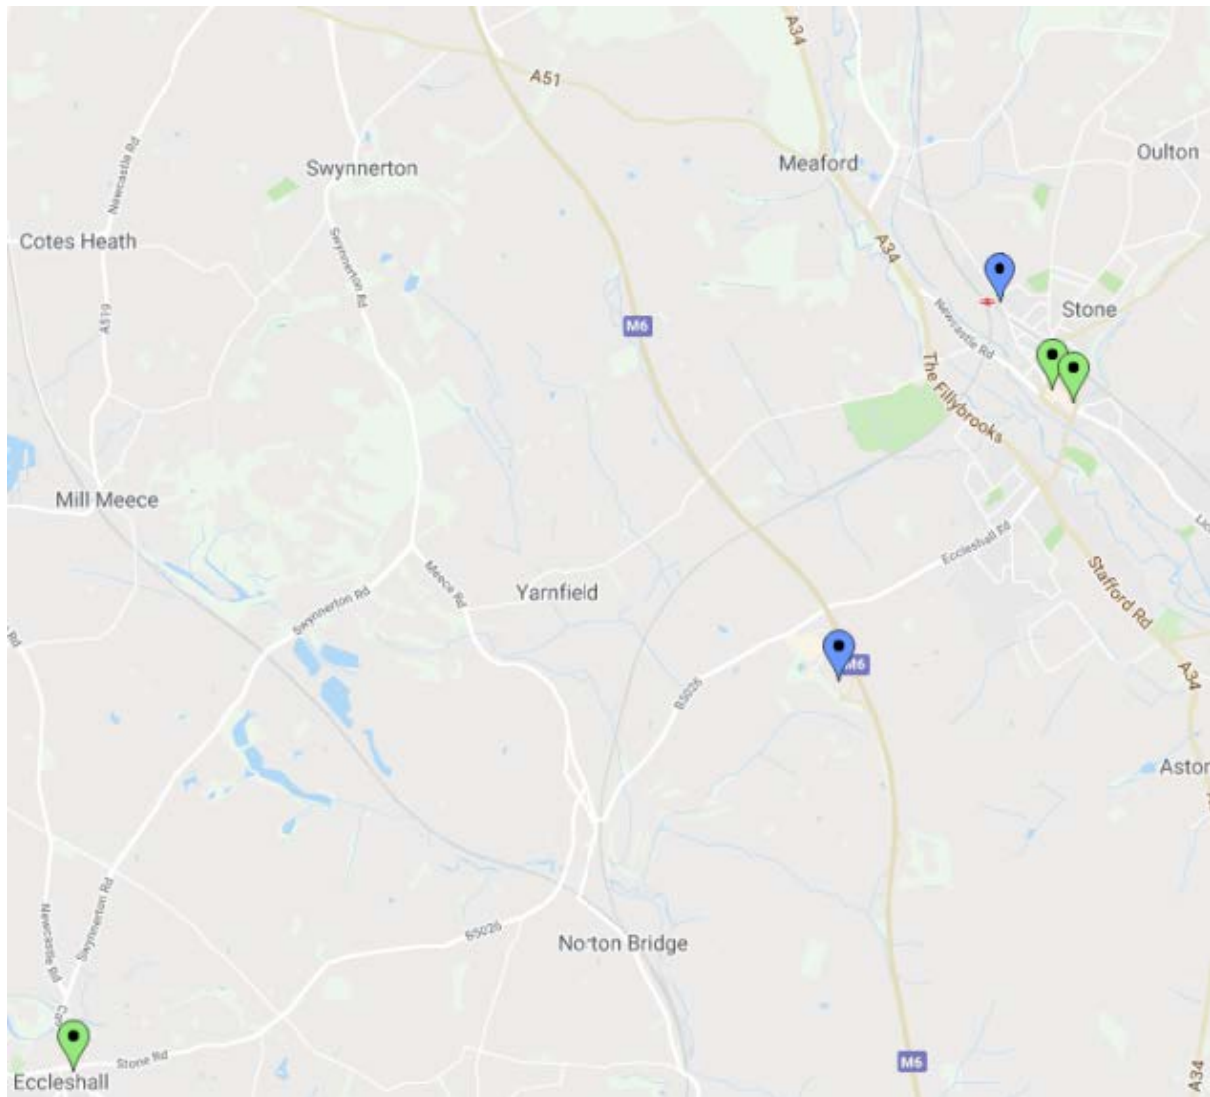 A34
A51
Newcastle Rd
Swynnerton
Meaford
Oulton
Cotes Heath
Swynnerton Rd
A34
A519
M6
Newcastle Rd
Stone
The Fillybrooks
Mill Meece
Eccleshall Rd
Meece Rd
Yarnfield
Swynnerton Rd
Stafford Rd
Rd
M6
B5026
A34
Aston
Swynnerton Rd
Newcastle Rd
B5026
Norton Bridge
Stone Rd
M6
A34
Eccleshall